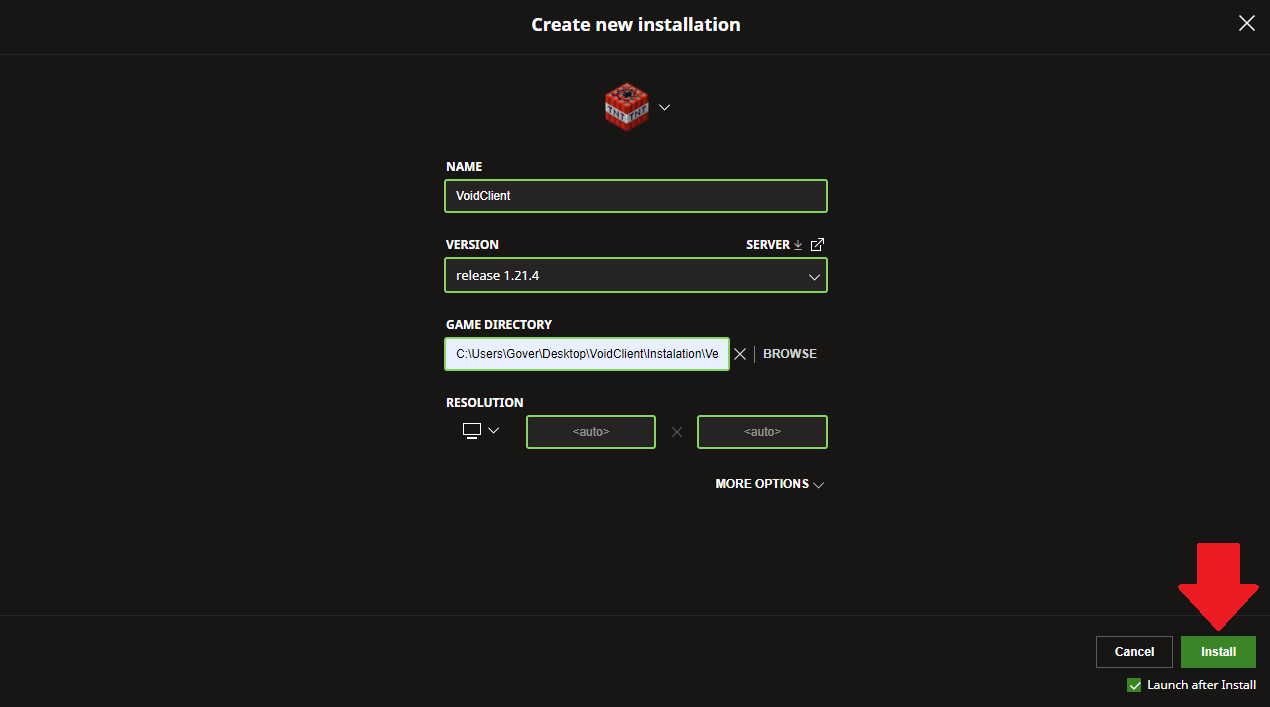 Create new installation
TNT TNT
NAME
VoidClient
VERSION
SERVER
release 1.21.4
GAME DIRECTORY
C:\Users\Gover\Desktop\VoidClient\Instalation\Ve
BROWSE
RESOLUTION
<auto>
<auto>
MORE OPTIONS
Cancel
Install
Launch after Install